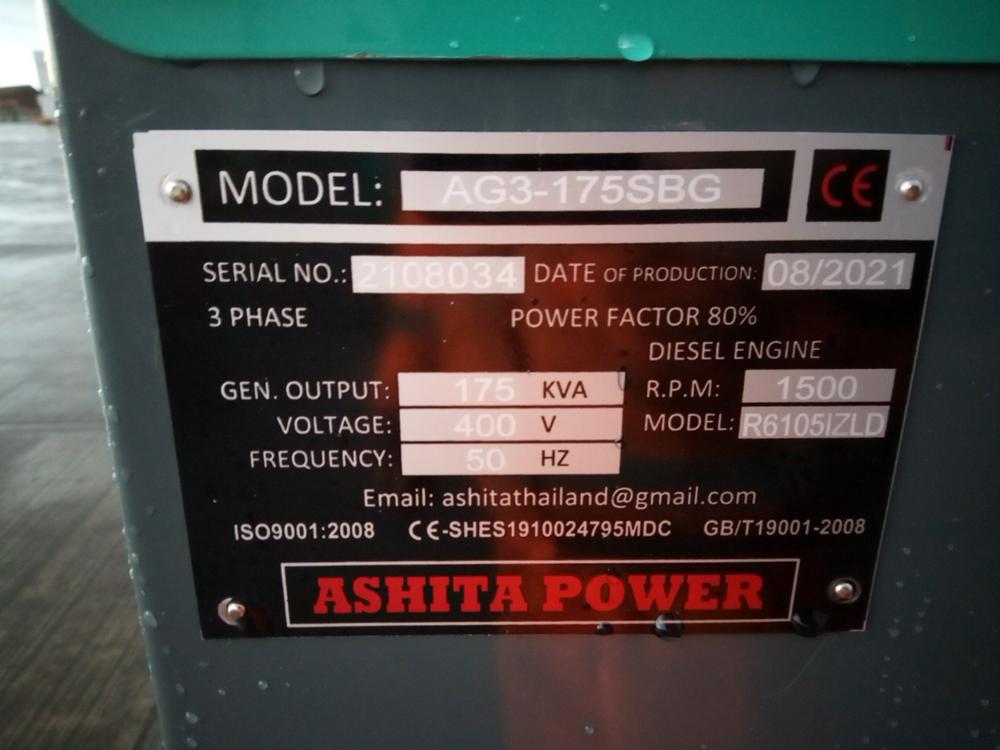 MODEL: AG3-175SBG CE
SERIAL NO.: 2108034 DATE OF PRODUCTION: 08/2021
3 PHASE POWER FACTOR 80%
DIESEL ENGINE
GEN. OUTPUT: 175 KVA R.P.M: 1500
VOLTAGE: 400 V MODEL: R6105IZLD
FREQUENCY: 50 HZ
Email: ashitathailand@gmail.com
ISO9001:2008 CE-SHES1910024795MDC GB/T19001-2008
ASHITA POWER